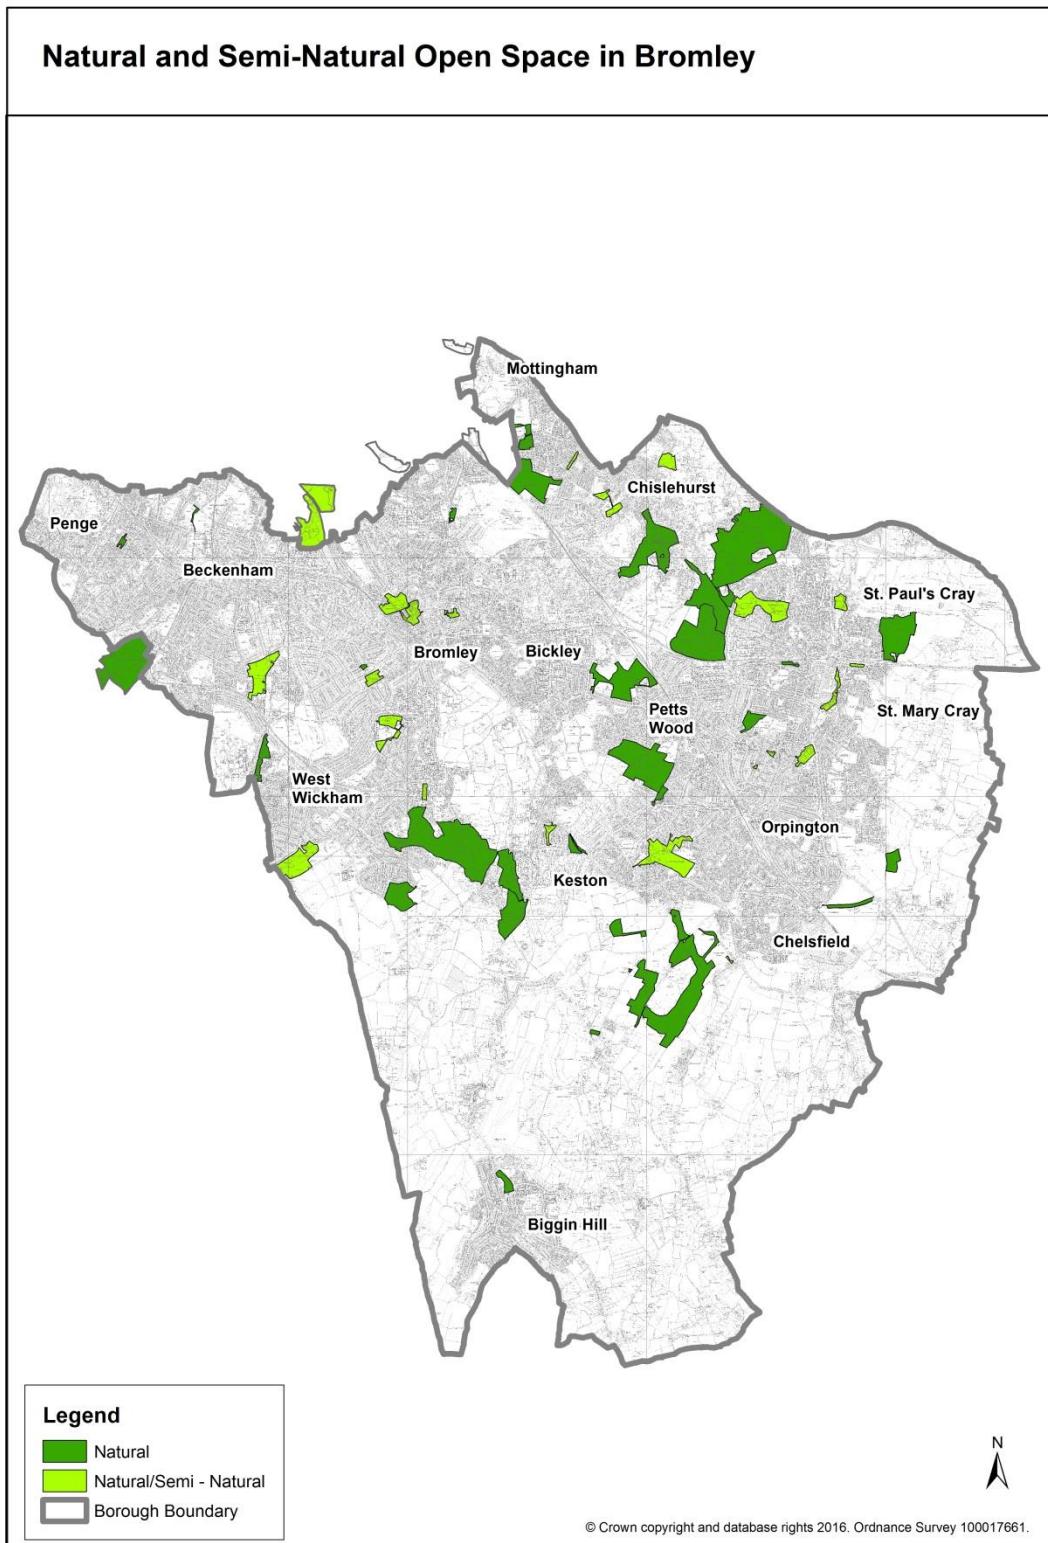 Natural and Semi-Natural Open Space in Bromley
Mottingham
Chislehurst
Penge
Beckenham
St. Paul's Cray
Bromley
Bickley
Petts
Wood
St. Mary Cray
West
Wickham
Orpington
Keston
Chelsfield
Biggin Hill
Legend
Natural
Natural/Semi - Natural
Borough Boundary
N
© Crown copyright and database rights 2016. Ordnance Survey 100017661.